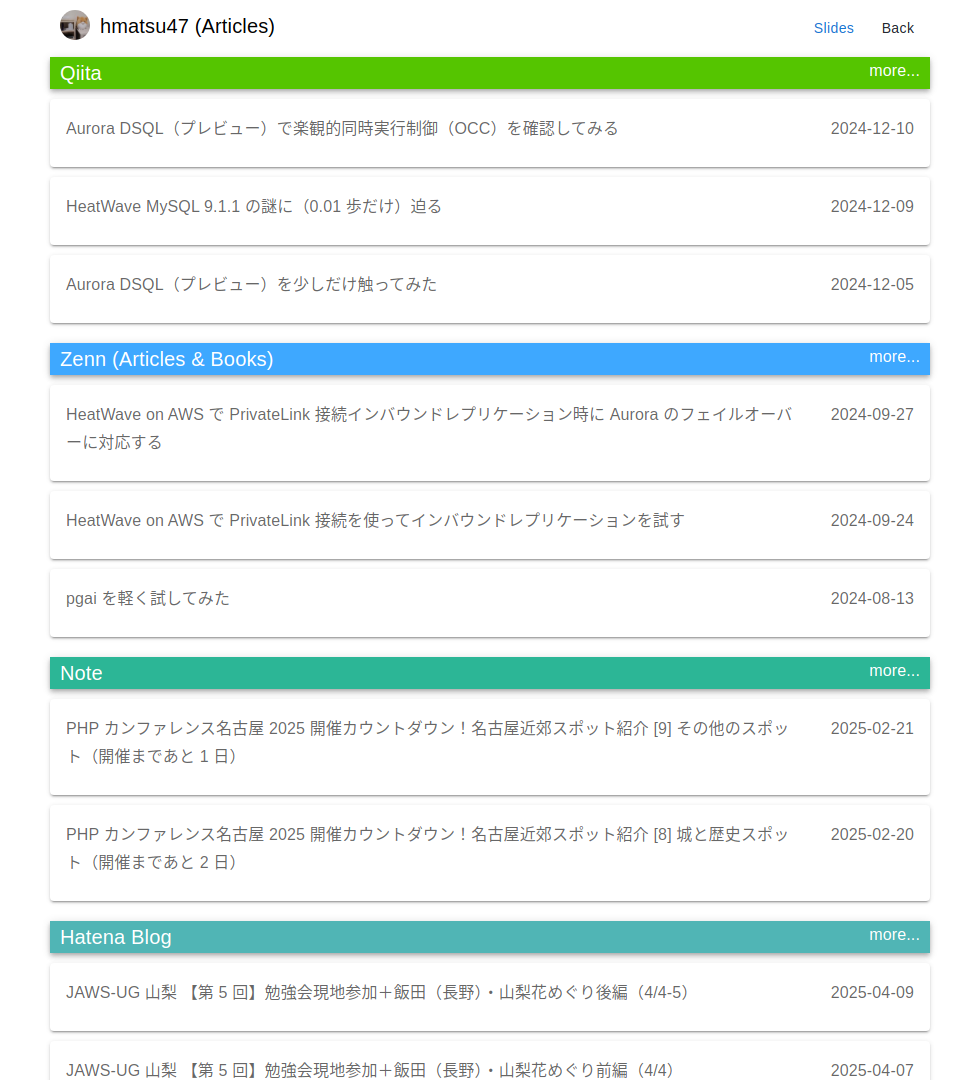 hmatsu47 (Articles)
Slides
Back
Qiita
more...
Aurora DSQL（プレビュー）で楽観的同時実行制御（OCC）を確認してみる
2024-12-10
HeatWave MySQL 9.1.1 の謎に（0.01 歩だけ）迫る
2024-12-09
Aurora DSQL（プレビュー）を少しだけ触ってみた
2024-12-05
Zenn (Articles & Books)
more...
HeatWave on AWS で PrivateLink 接続インバウンドレプリケーション時に Aurora のフェイルオーバ
2024-09-27
ーに対応する
HeatWave on AWS で PrivateLink 接続を使ってインバウンドレプリケーションを試す
2024-09-24
pgai を軽く試してみた
2024-08-13
Note
more...
PHP カンファレンス名古屋 2025 開催カウントダウン！名古屋近郊スポット紹介 [9] その他のスポッ
2025-02-21
ト（開催まであと 1 日）
PHP カンファレンス名古屋 2025 開催カウントダウン！名古屋近郊スポット紹介 [8] 城と歴史スポッ
2025-02-20
ト（開催まであと 2 日）
Hatena Blog
more...
JAWS-UG 山梨 【第 5 回】勉強会現地参加＋飯田（長野）・山梨花めぐり後編（4/4-5）
2025-04-09
JAWS-UG 山梨 【第 5 回】勉強会現地参加＋飯田（長野）・山梨花めぐり前編（4/4）
2025-04-07